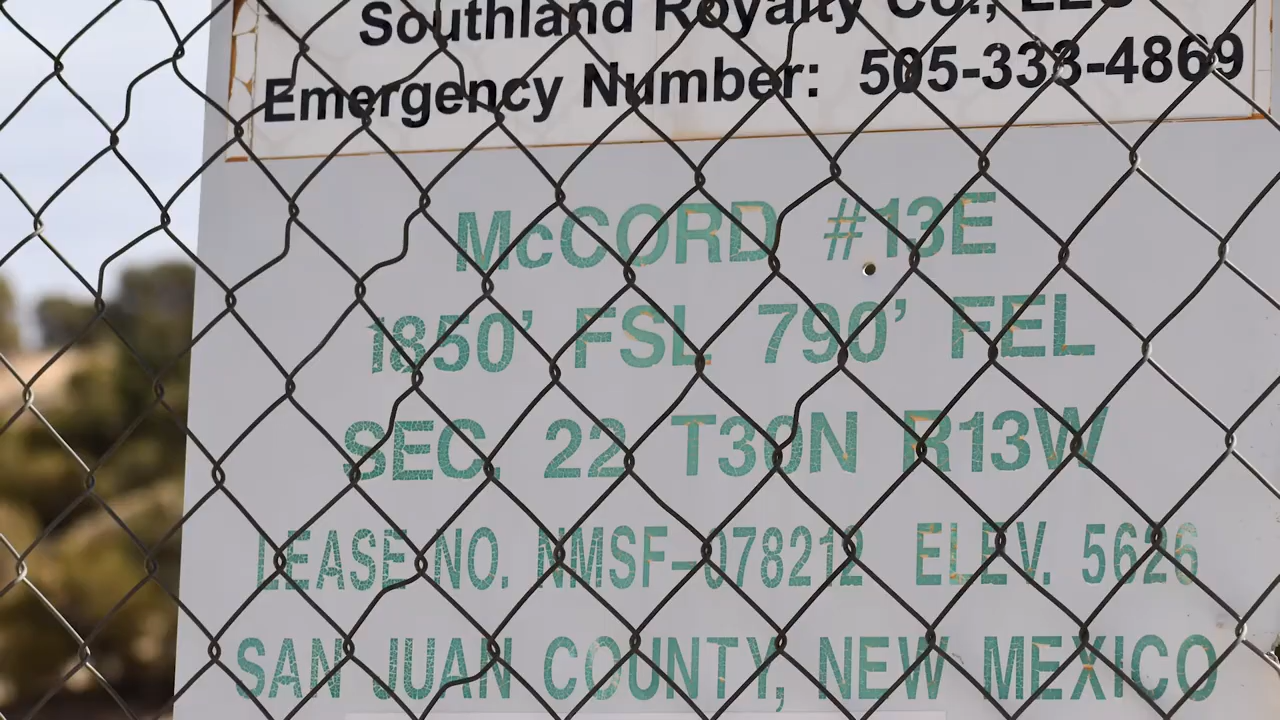 Southland Royalty Co., LLC
Emergency Number: 505-333-4869
McCORD #13E
1850' FSL 790' FEL
SEC. 22 T30N R13W
LEASE NO. NMSF-078212 ELEV. 5626
SAN JUAN COUNTY, NEW MEXICO